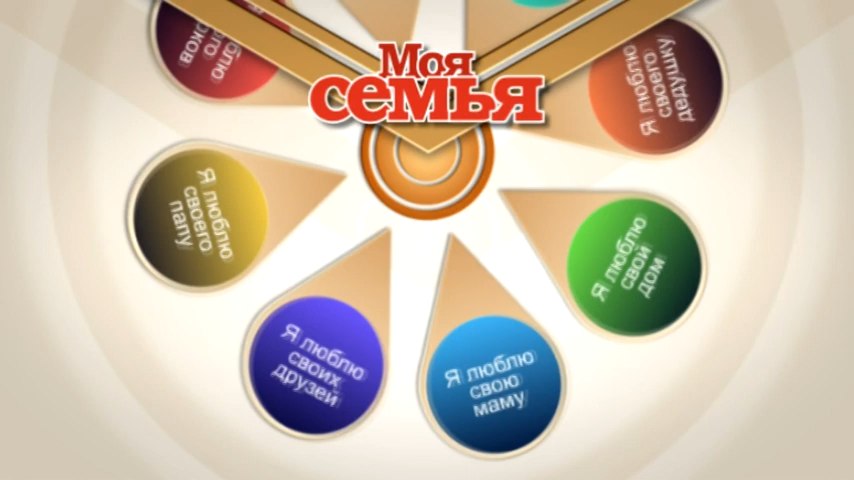 Моя
семья
Я люблю
своего
дедушку
Я люблю
своего
папу
Я люблю
свой
дом
Я люблю
своих
друзей
Я люблю
свою
маму